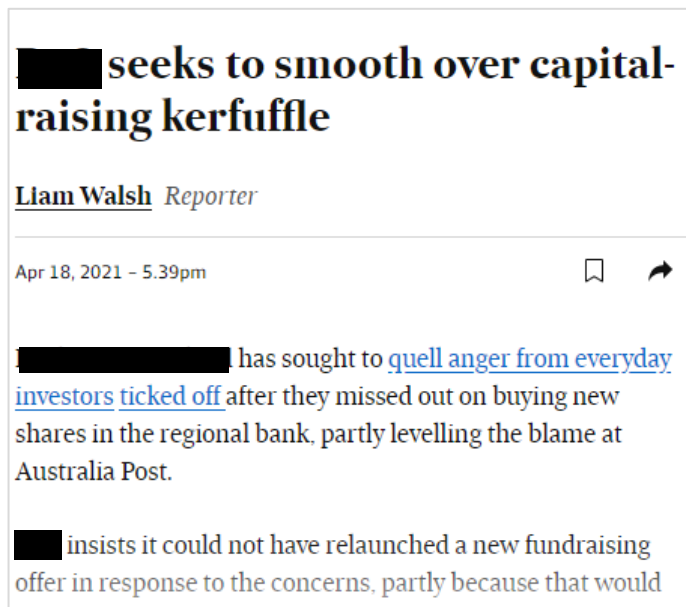 seeks to smooth over capital-
raising kerfuffle
Liam Walsh Reporter
Apr 18, 2021 – 5.39pm
has sought to quell anger from everyday
investors ticked off after they missed out on buying new
shares in the regional bank, partly levelling the blame at
Australia Post.
insists it could not have relaunched a new fundraising
offer in response to the concerns, partly because that would